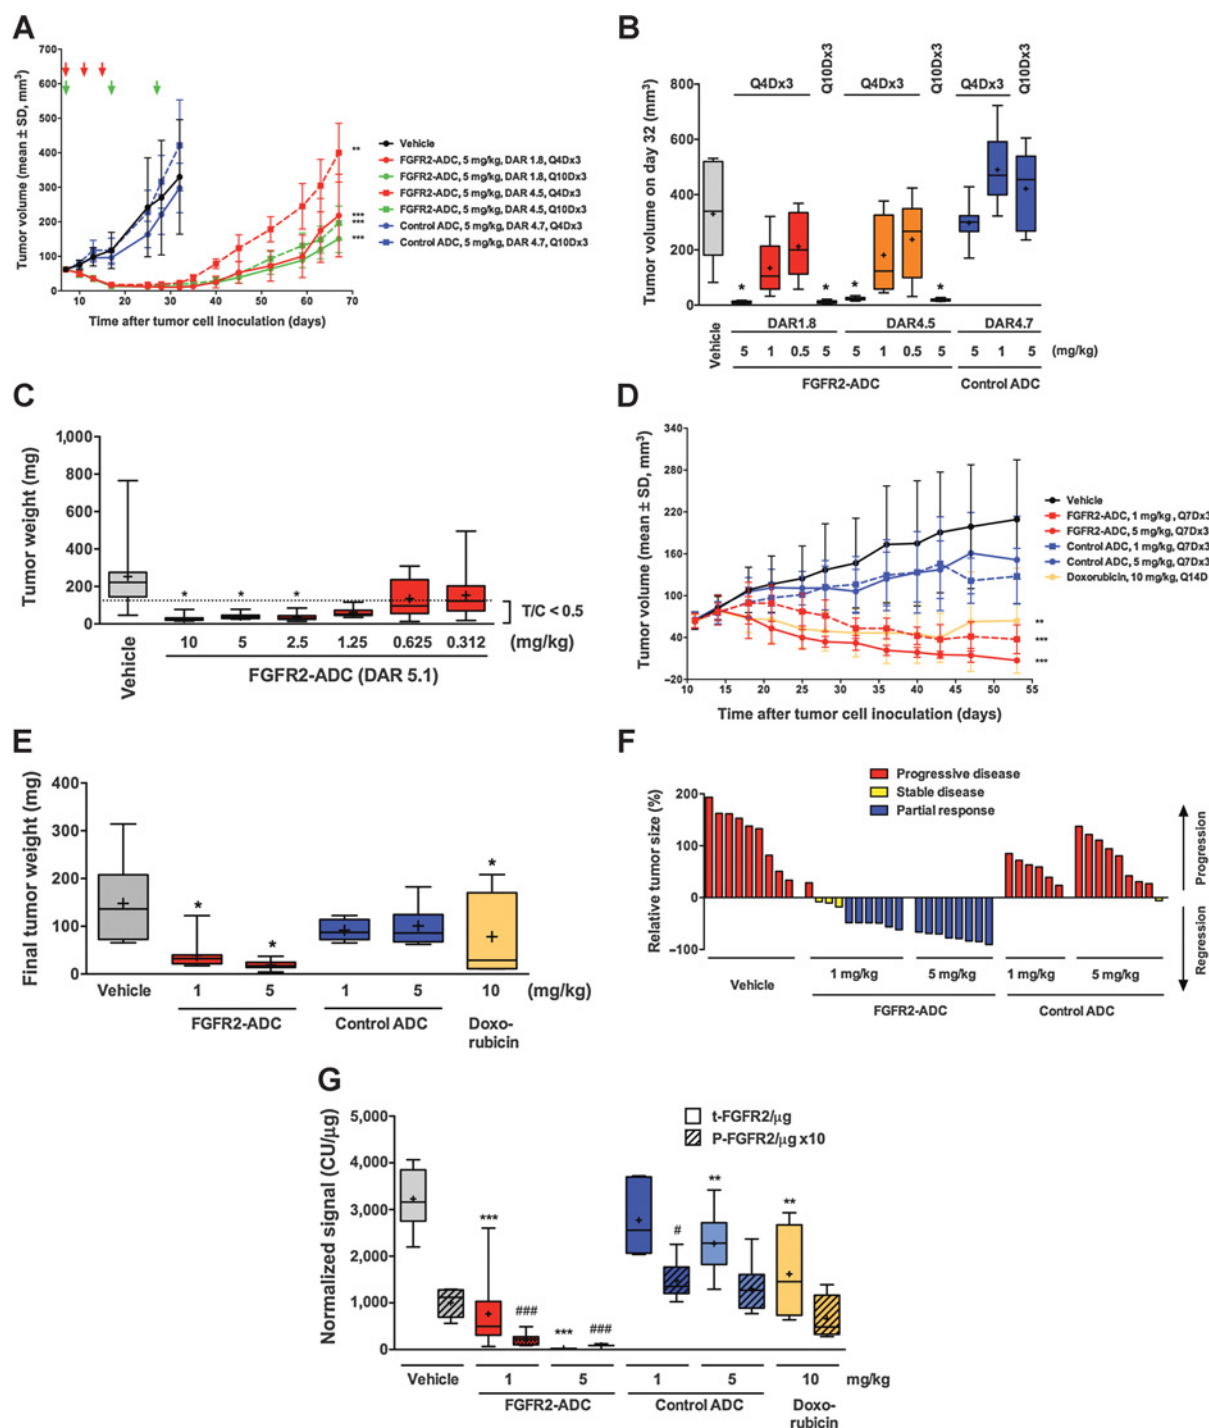 A
Tumor volume (mean ± SD, mm³)
700
600
500
400
300
200
100
0
10
20
30
40
50
60
70
Time after tumor cell inoculation (days)
**
***
***
***
Vehicle
FGFR2-ADC, 5 mg/kg, DAR 1.8, Q4Dx3
FGFR2-ADC, 5 mg/kg, DAR 1.8, Q10Dx3
FGFR2-ADC, 5 mg/kg, DAR 4.5, Q4Dx3
FGFR2-ADC, 5 mg/kg, DAR 4.5, Q10Dx3
Control ADC, 5 mg/kg, DAR 4.7, Q4Dx3
Control ADC, 5 mg/kg, DAR 4.7, Q10Dx3
B
Tumor volume on day 32 (mm³)
800
600
400
200
0
Q4Dx3
Q10Dx3
Q4Dx3
Q10Dx3
Q4Dx3
Q10Dx3
* * * *
Vehicle
DAR1.8 DAR4.5 DAR4.7
5 1 0.5 5 5 1 0.5 5 5 1 5 (mg/kg)
FGFR2-ADC Control ADC
C
Tumor weight (mg)
1,000
800
600
400
200
0
* * *
T/C < 0.5
Vehicle
10 5 2.5 1.25 0.625 0.312 (mg/kg)
FGFR2-ADC (DAR 5.1)
D
Tumor volume (mean ± SD, mm³)
340
280
220
160
100
40
−20
10 15 20 25 30 35 40 45 50 55
Time after tumor cell inoculation (days)
**
***
***
Vehicle
FGFR2-ADC, 1 mg/kg , Q7Dx3
FGFR2-ADC, 5 mg/kg, Q7Dx3
Control ADC, 1 mg/kg, Q7Dx3
Control ADC, 5 mg/kg, Q7Dx3
Doxorubicin, 10 mg/kg, Q14D
E
Final tumor weight (mg)
400
300
200
100
0
* * *
Vehicle 1 5 1 5 10 (mg/kg)
FGFR2-ADC Control ADC Doxo-
rubicin
F
Relative tumor size (%)
200
100
0
−100
Progressive disease
Stable disease
Partial response
Progression
Regression
Vehicle
1 mg/kg 5 mg/kg 1 mg/kg 5 mg/kg
FGFR2-ADC Control ADC
G
Normalized signal (CU/µg)
5,000
4,000
3,000
2,000
1,000
0
t-FGFR2/µg
P-FGFR2/µg x10
*** ### *** ### # ** **
Vehicle 1 5 1 5 10 mg/kg
FGFR2-ADC Control ADC Doxo-
rubicin